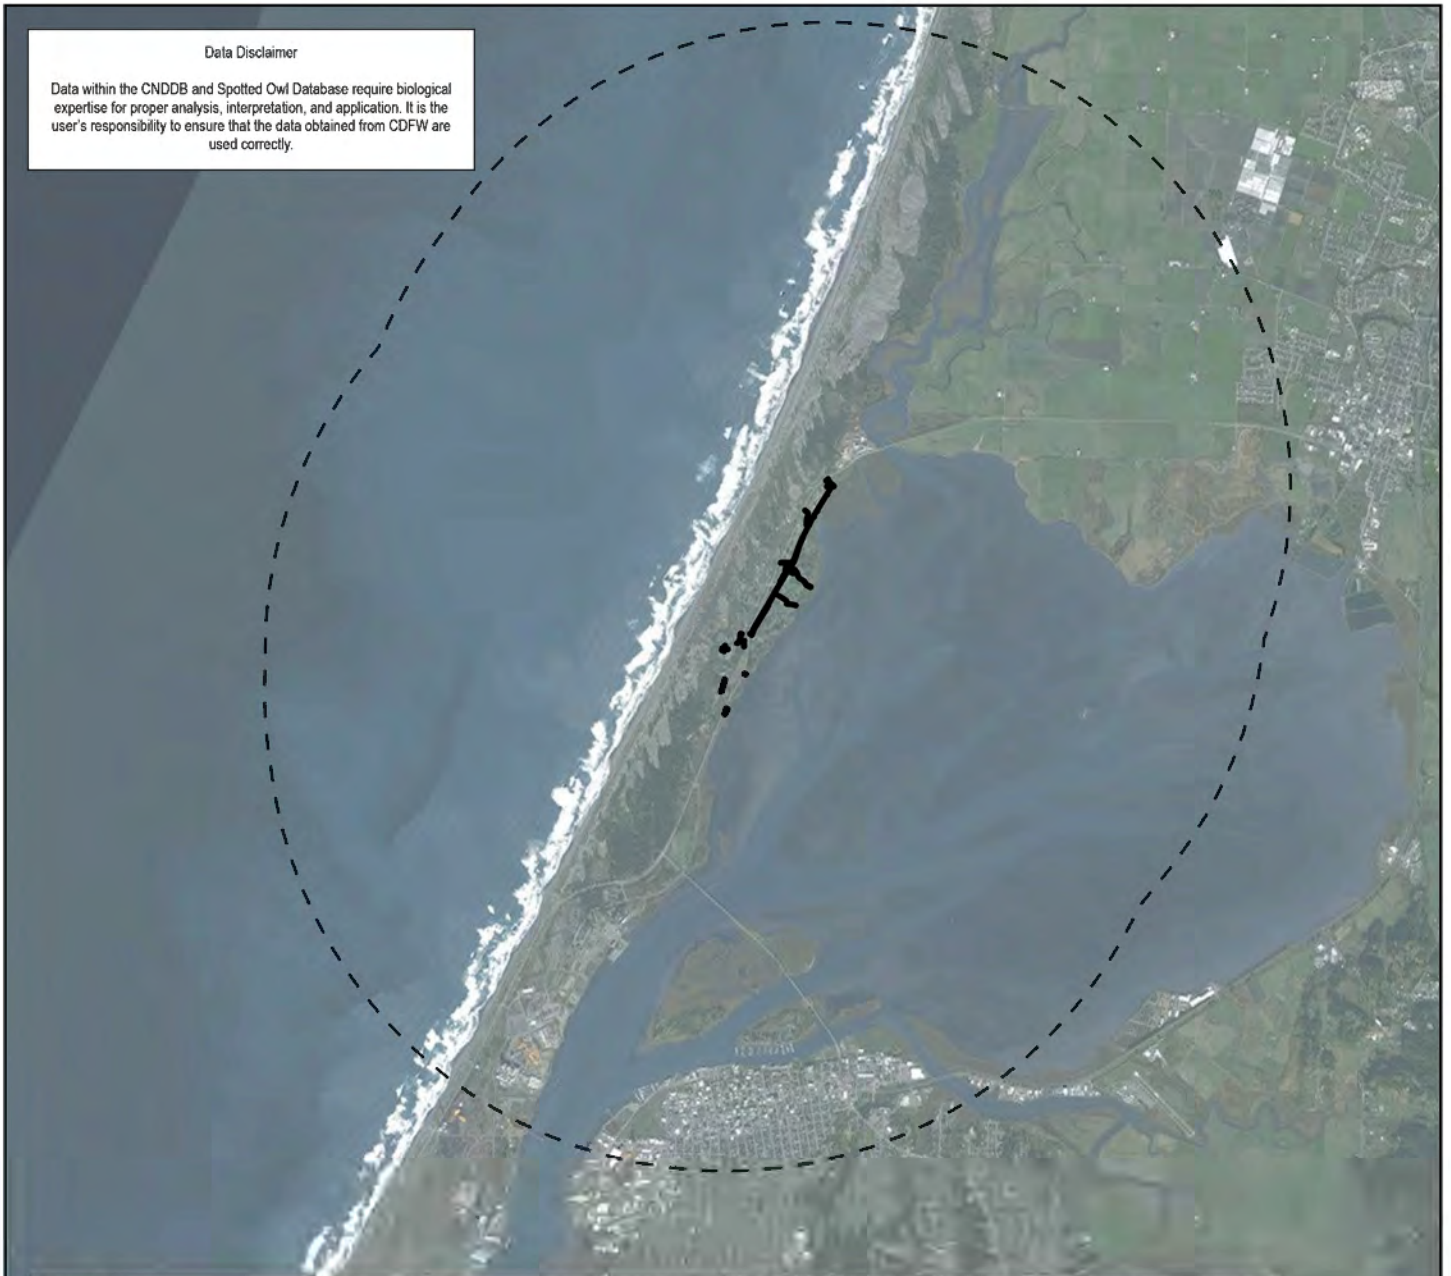 Data Disclaimer
Data within the CNDDB and Spotted Owl Database require biological
expertise for proper analysis, interpretation, and application. It is the
user's responsibility to ensure that the data obtained from CDFW are
used correctly.